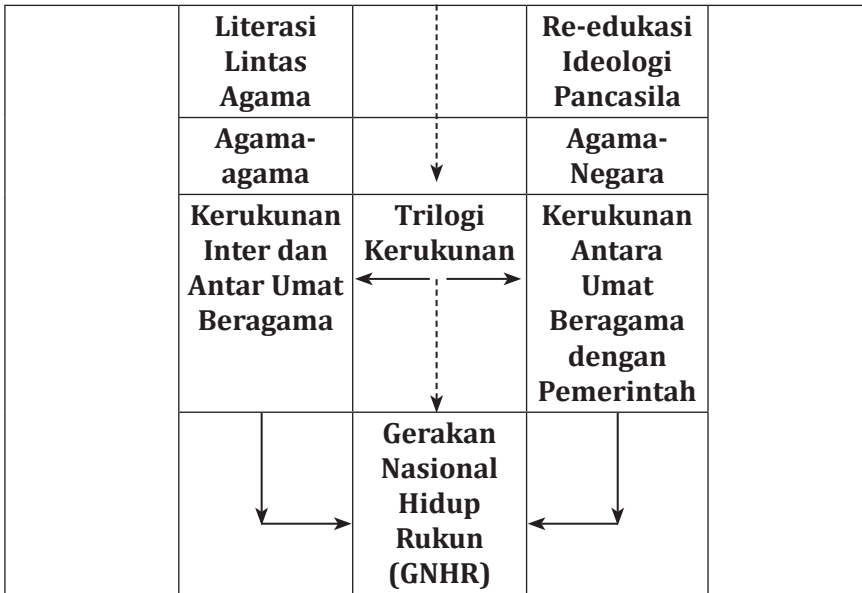 Literasi
Lintas
Agama
Re-edukasi
Ideologi
Pancasila
Agama-
agama
Agama-
Negara
Kerukunan
Inter dan
Antar Umat
Beragama
Trilogi
Kerukunan
Kerukunan
Antara
Umat
Beragama
dengan
Pemerintah
Gerakan
Nasional
Hidup
Rukun
(GNHR)